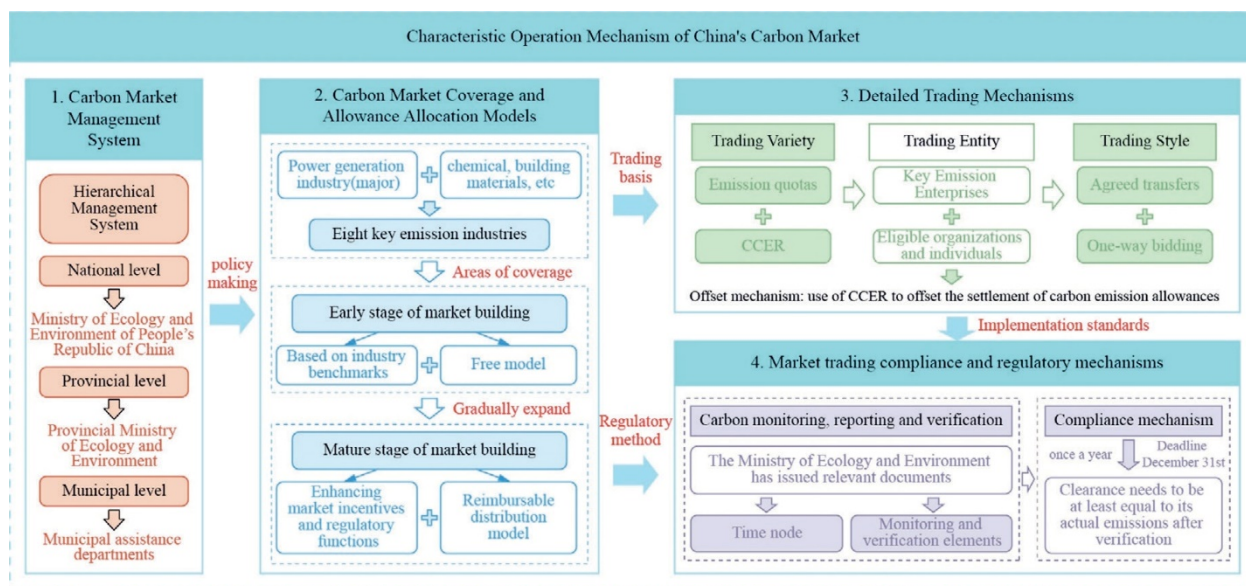 Characteristic Operation Mechanism of China's Carbon Market
1. Carbon Market
Management
System
Hierarchical
Management
System
National level
Ministry of Ecology and
Environment of People's
Republic of China
Provincial level
Provincial Ministry
of Ecology and
Environment
Municipal level
Municipal assistance
departments
policy
making
2. Carbon Market Coverage and
Allowance Allocation Models
Power generation
industry(major)
chemical, building
materials, etc
Eight key emission industries
Areas of coverage
Early stage of market building
Based on industry
benchmarks
Free model
Gradually expand
Mature stage of market building
Enhancing
market incentives
and regulatory
functions
Reimbursable
distribution
model
Trading
basis
Regulatory
method
3. Detailed Trading Mechanisms
Trading Variety
Emission quotas
CCER
Trading Entity
Key Emission
Enterprises
Eligible organizations
and individuals
Trading Style
Agreed transfers
One-way bidding
Offset mechanism: use of CCER to offset the settlement of carbon emission allowances
Implementation standards
4. Market trading compliance and regulatory mechanisms
Carbon monitoring, reporting and verification
The Ministry of Ecology and Environment
has issued relevant documents
Time node
Monitoring and
verification elements
Compliance mechanism
once a year
Deadline
December 31st
Clearance needs to be
at least equal to its
actual emissions after
verification